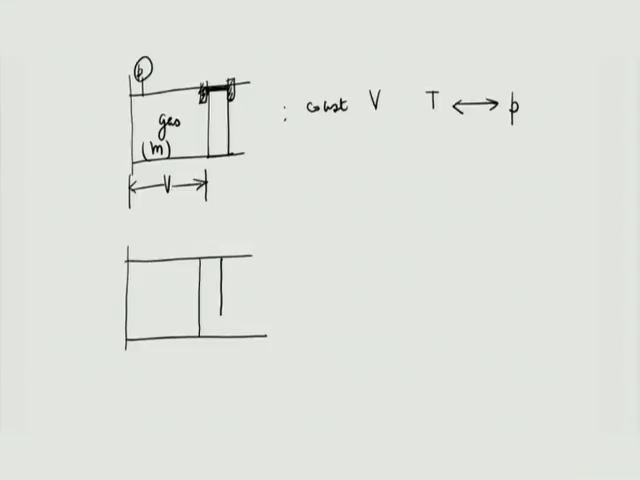 p
gas
(m)
V
: const V T ↔ p